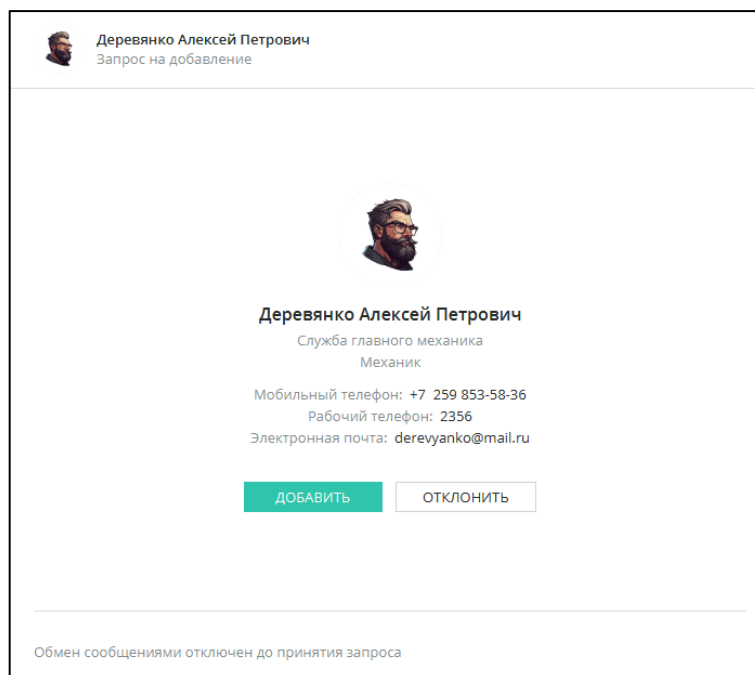 Деревянко Алексей Петрович
Запрос на добавление
Деревянко Алексей Петрович
Служба главного механика
Механик
Мобильный телефон: +7 259 853-58-36
Рабочий телефон: 2356
Электронная почта: derevyanko@mail.ru
ДОБАВИТЬ ОТКЛОНИТЬ
Обмен сообщениями отключен до принятия запроса